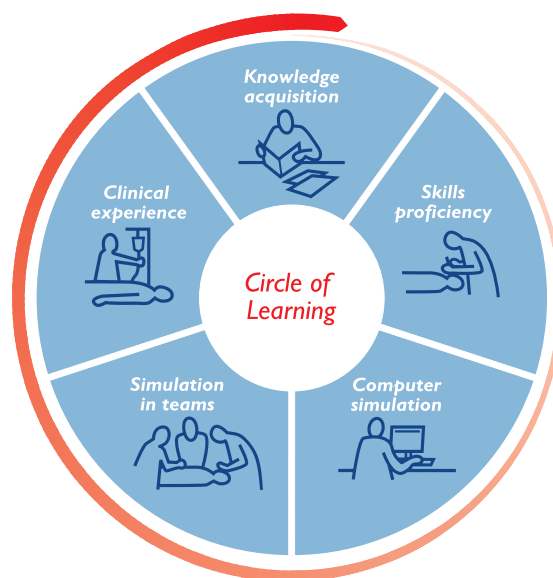 Knowledge
acquisition
Skills
proficiency
Computer
simulation
Simulation
in teams
Clinical
experience
Circle of
Learning